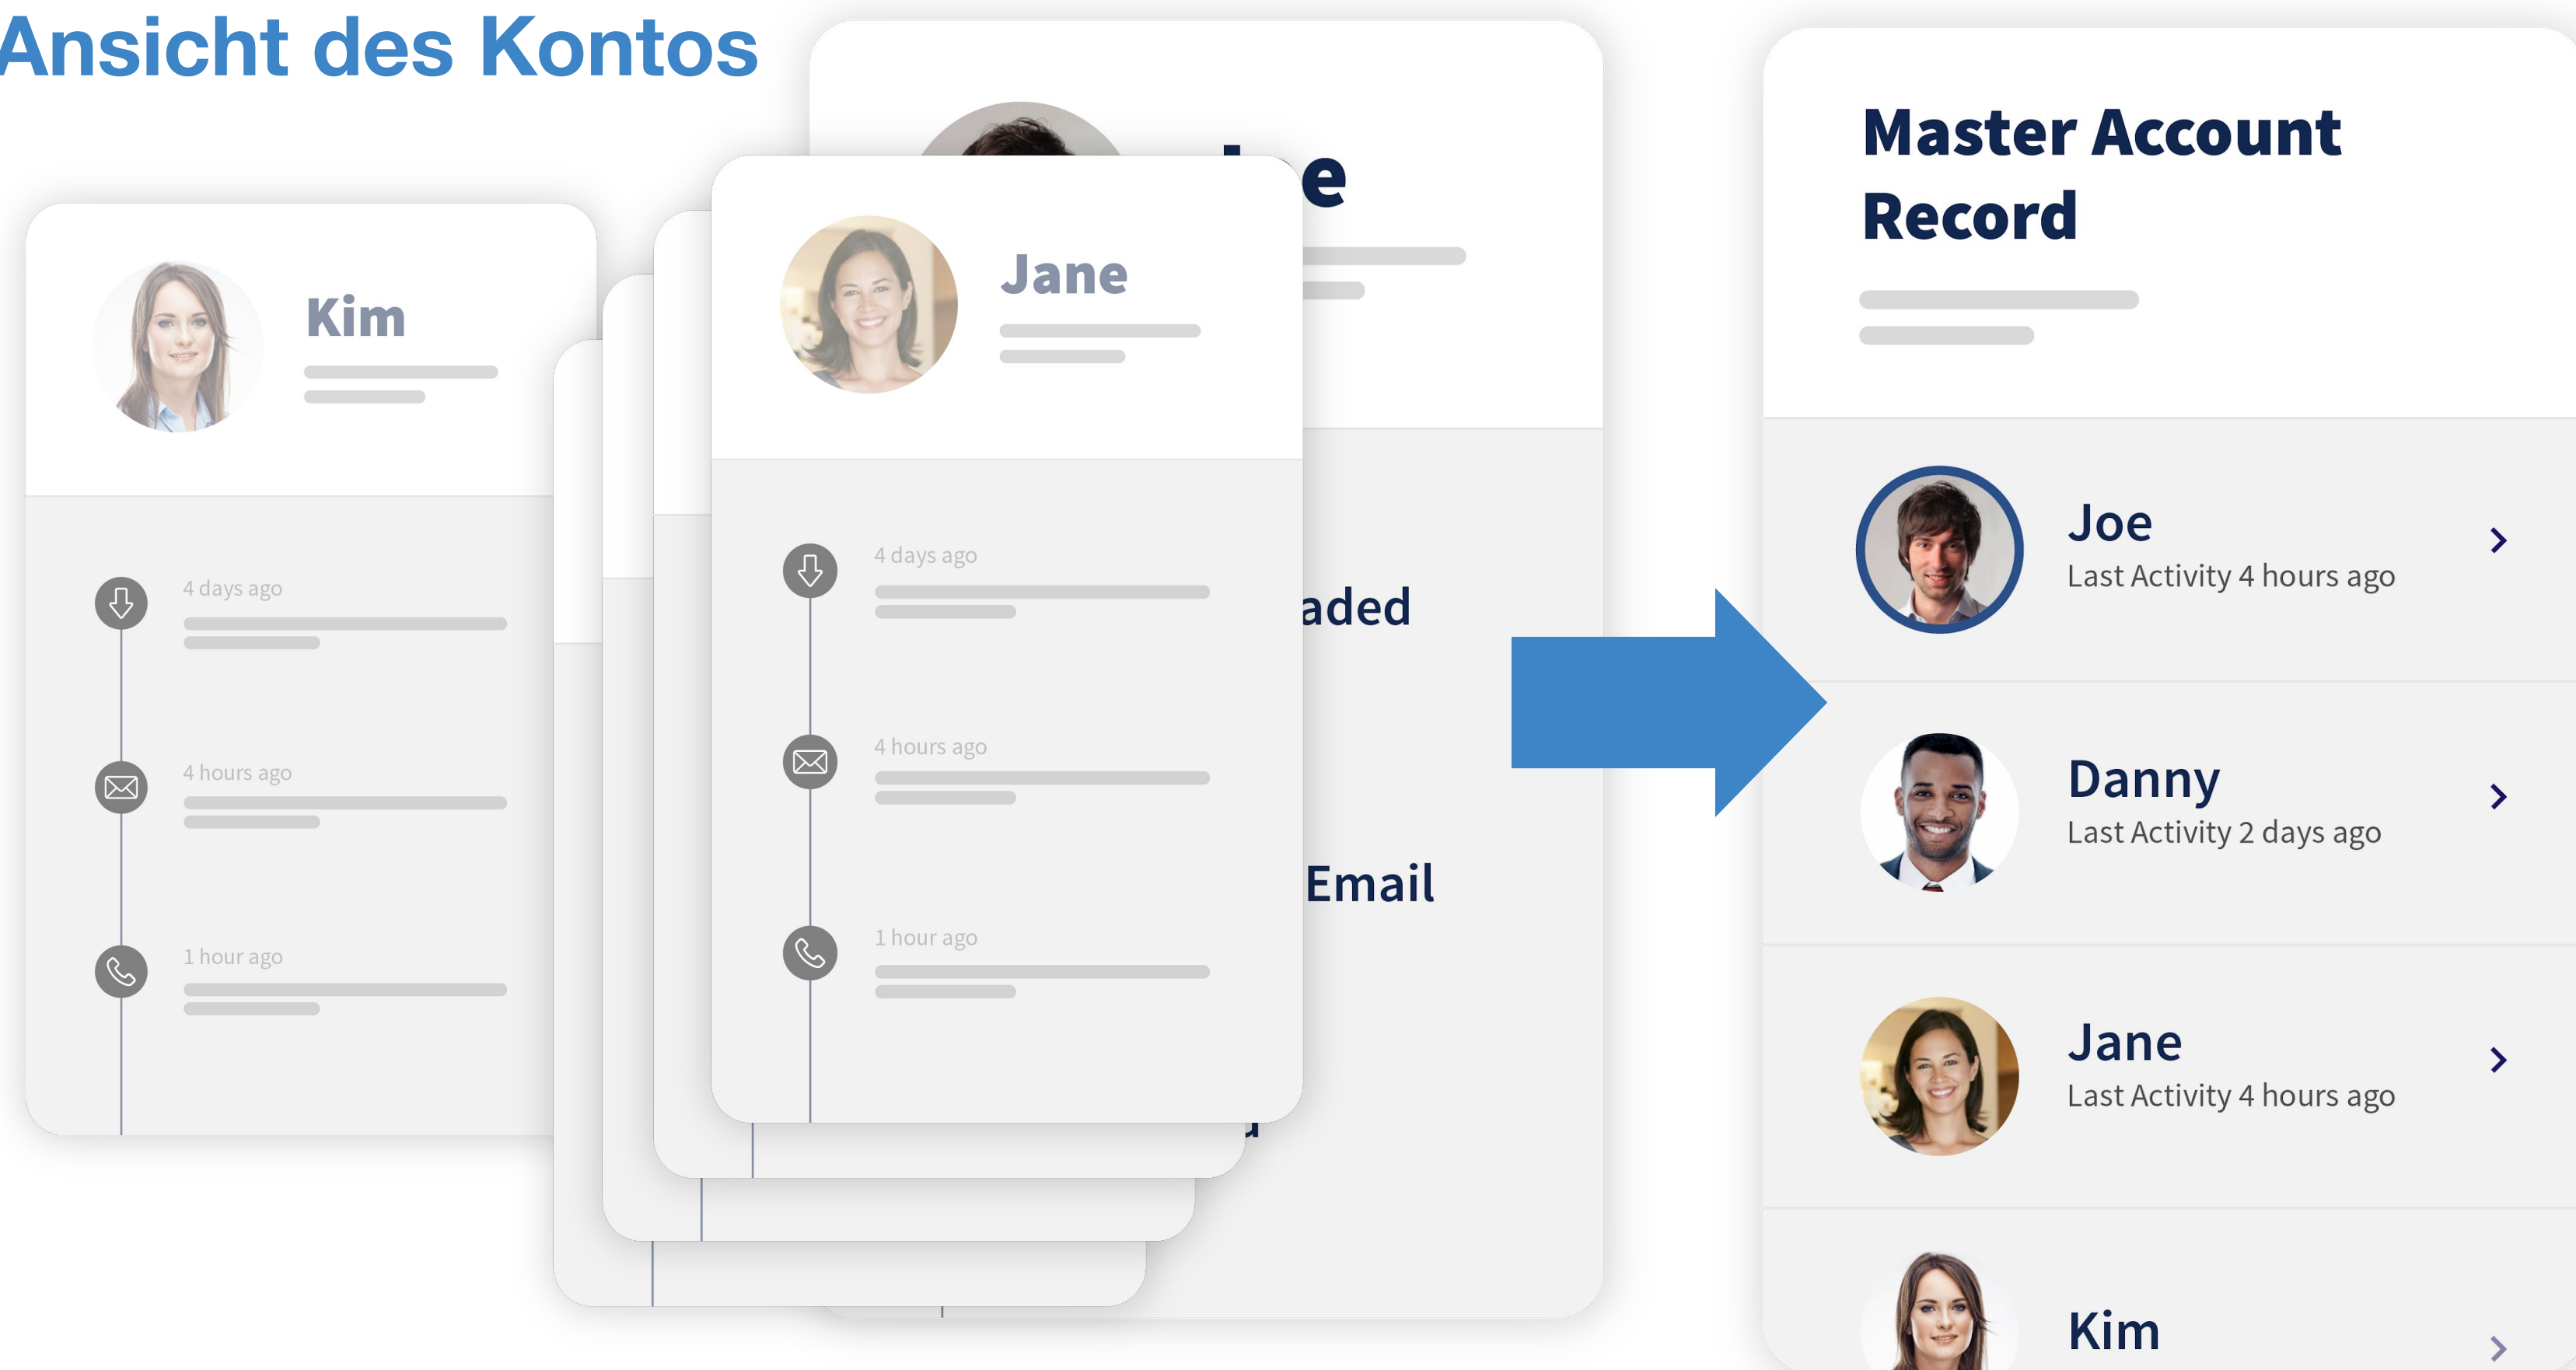 Ansicht des Kontos
Kim
4 days ago
4 hours ago
1 hour ago
Jane
4 days ago
4 hours ago
1 hour ago
Email
Master Account
Record
Joe
Last Activity 4 hours ago
Danny
Last Activity 2 days ago
Jane
Last Activity 4 hours ago
Kim